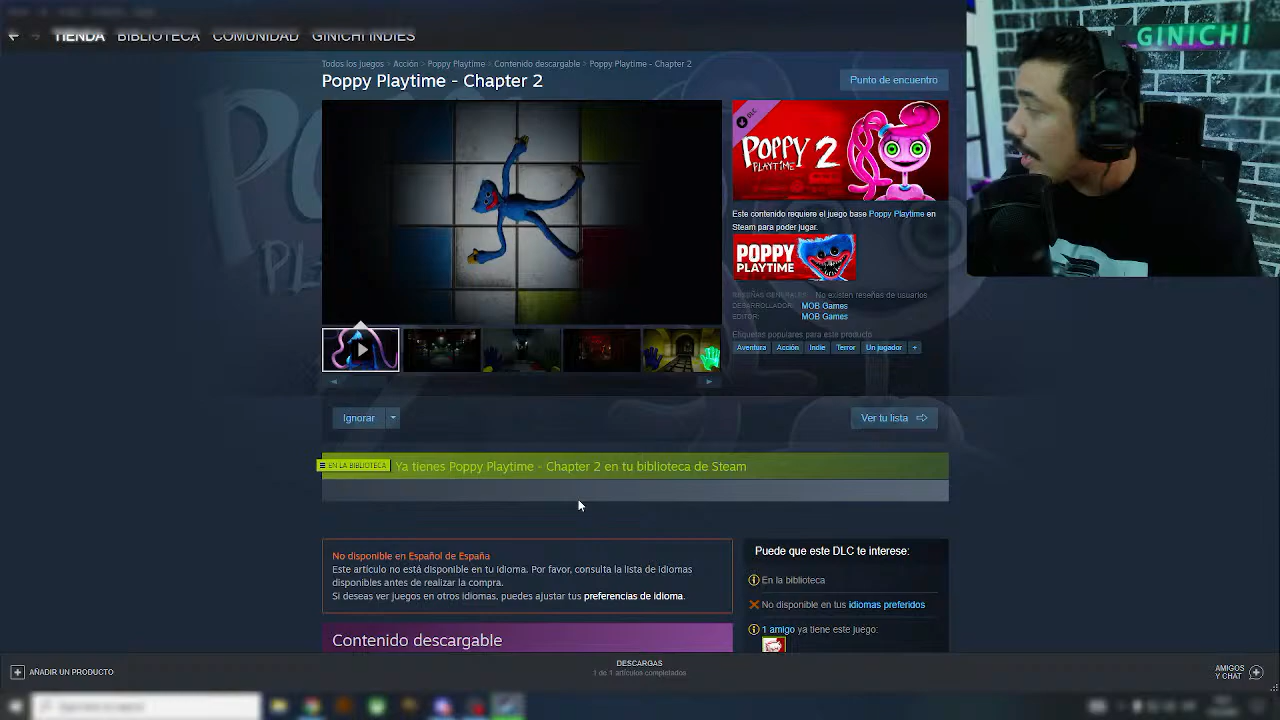 TIENDA BIBLIOTECA COMUNIDAD GINICHI INDIES
GINICHI
Todos los juegos > Acción > Poppy Playtime > Contenido descargable > Poppy Playtime - Chapter 2
Poppy Playtime - Chapter 2
Punto de encuentro
DLC
POPPY 2
PLAYTIME
Este contenido requiere el juego base Poppy Playtime en
Steam para poder jugar.
POPPY
PLAYTIME
RESEÑAS GENERALES: No existen reseñas de usuarios
DESARROLLADOR: MOB Games
EDITOR: MOB Games
Etiquetas populares para este producto
Aventura Acción Indie Terror Un jugador +
Ignorar
Ver tu lista
EN LA BIBLIOTECA Ya tienes Poppy Playtime - Chapter 2 en tu biblioteca de Steam
No disponible en Español de España
Este artículo no está disponible en tu idioma. Por favor, consulta la lista de idiomas
disponibles antes de realizar la compra.
Si deseas ver juegos en otros idiomas, puedes ajustar tus preferencias de idioma.
Puede que este DLC te interese:
En la biblioteca
No disponible en tus idiomas preferidos
1 amigo ya tiene este juego:
Contenido descargable
AÑADIR UN PRODUCTO
DESCARGAS
1 de 1 artículos completados
AMIGOS
Y CHAT